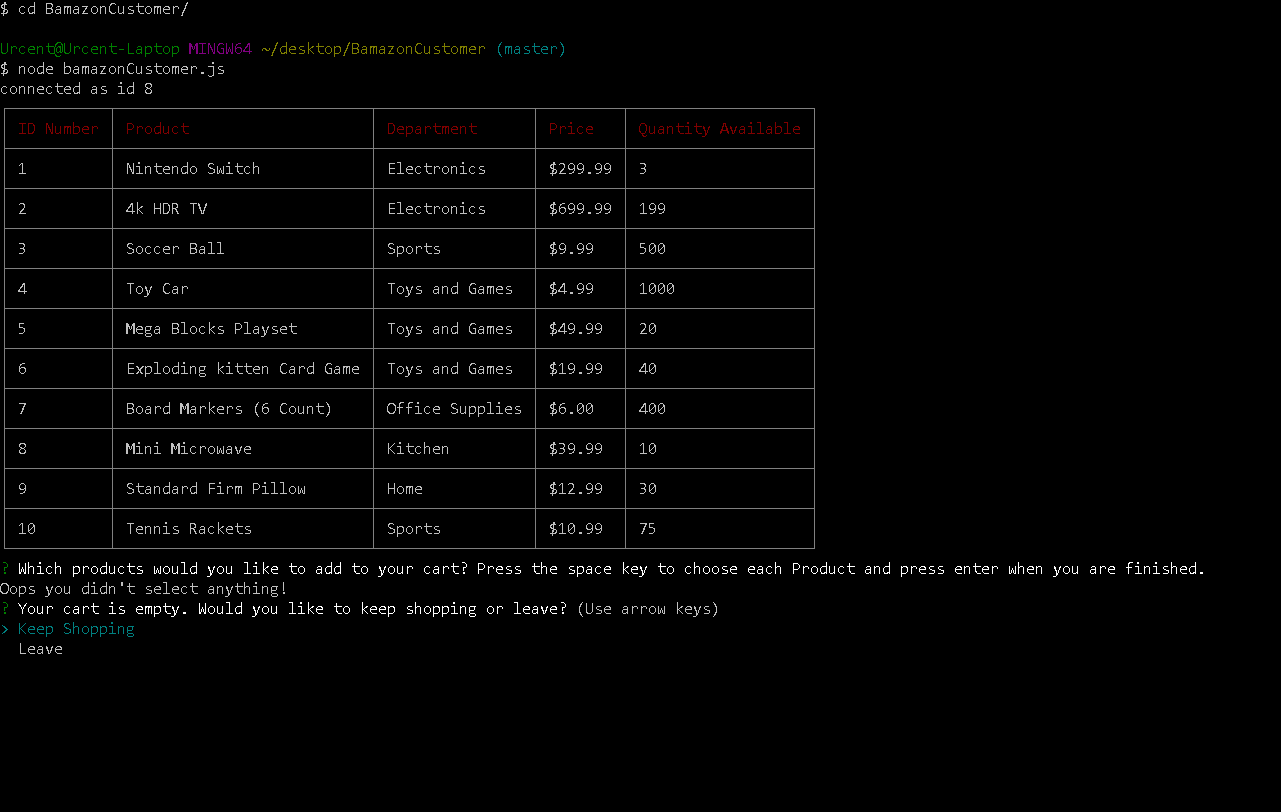 $ cd BamazonCustomer/
Urcent@Urcent-Laptop MINGW64 ~/desktop/BamazonCustomer (master)
$ node bamazonCustomer.js
connected as id 8
ID Number Product Department Price Quantity Available
1 Nintendo Switch Electronics $299.99 3
2 4k HDR TV Electronics $699.99 199
3 Soccer Ball Sports $9.99 500
4 Toy Car Toys and Games $4.99 1000
5 Mega Blocks Playset Toys and Games $49.99 20
6 Exploding kitten Card Game Toys and Games $19.99 40
7 Board Markers (6 Count) Office Supplies $6.00 400
8 Mini Microwave Kitchen $39.99 10
9 Standard Firm Pillow Home $12.99 30
10 Tennis Rackets Sports $10.99 75
? Which products would you like to add to your cart? Press the space key to choose each Product and press enter when you are finished.
Oops you didn't select anything!
? Your cart is empty. Would you like to keep shopping or leave? (Use arrow keys)
> Keep Shopping
Leave